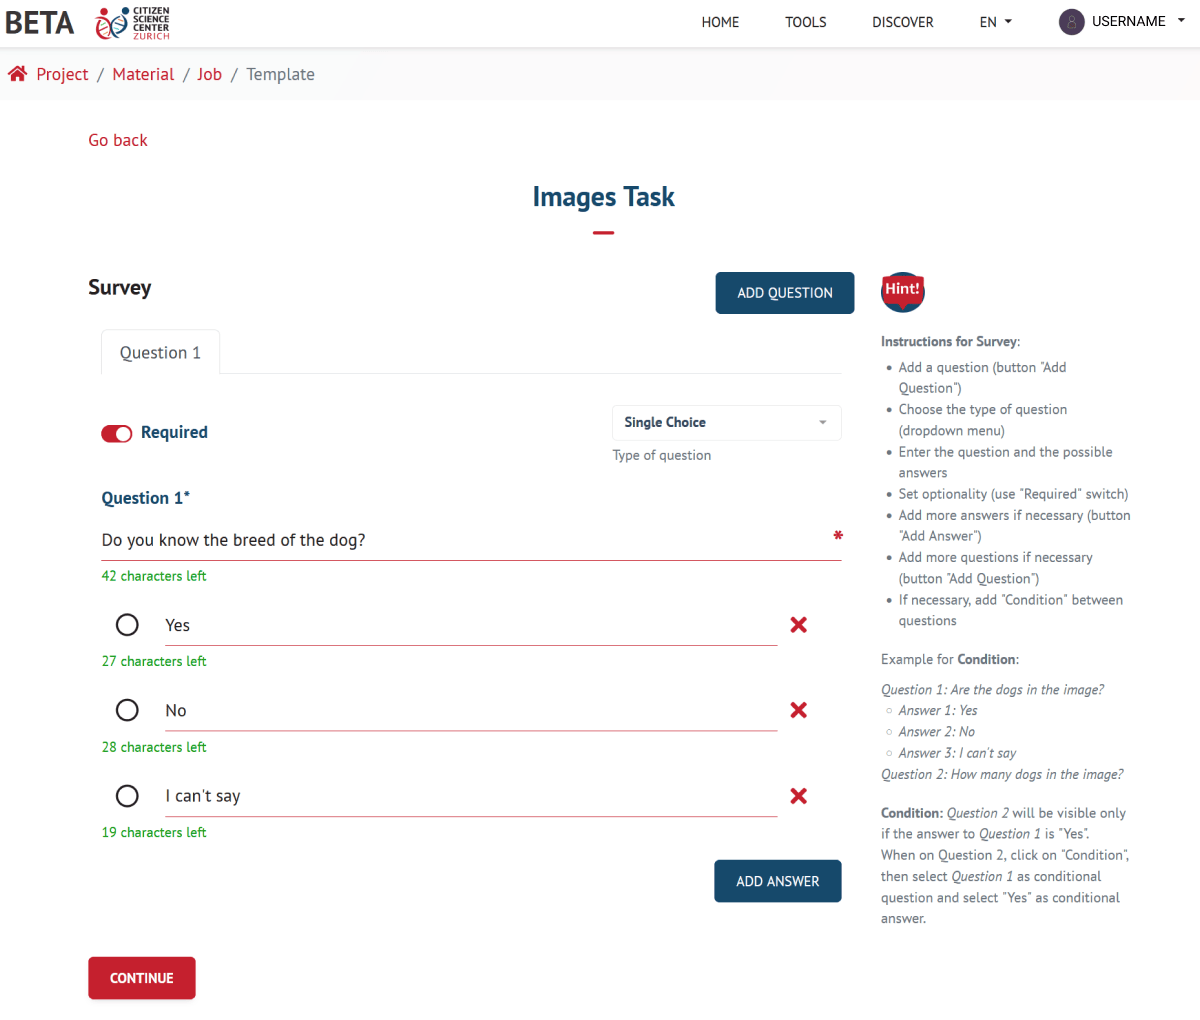 BETA
CITIZEN
SCIENCE
CENTER
ZURICH
HOME
TOOLS
DISCOVER
EN
USERNAME
Project / Material / Job / Template
Go back
Images Task
Survey
ADD QUESTION
Hint!
Question 1
Required
Single Choice
Type of question
Question 1*
Do you know the breed of the dog?
*
42 characters left
Yes
27 characters left
No
28 characters left
I can't say
19 characters left
ADD ANSWER
CONTINUE
Instructions for Survey:
Add a question (button "Add
Question")
Choose the type of question
(dropdown menu)
Enter the question and the possible
answers
Set optionality (use "Required" switch)
Add more answers if necessary (button
"Add Answer")
Add more questions if necessary
(button "Add Question")
If necessary, add "Condition" between
questions
Example for Condition:
Question 1: Are the dogs in the image?
Answer 1: Yes
Answer 2: No
Answer 3: I can't say
Question 2: How many dogs in the image?
Condition: Question 2 will be visible only
if the answer to Question 1 is "Yes".
When on Question 2, click on "Condition",
then select Question 1 as conditional
question and select "Yes" as conditional
answer.